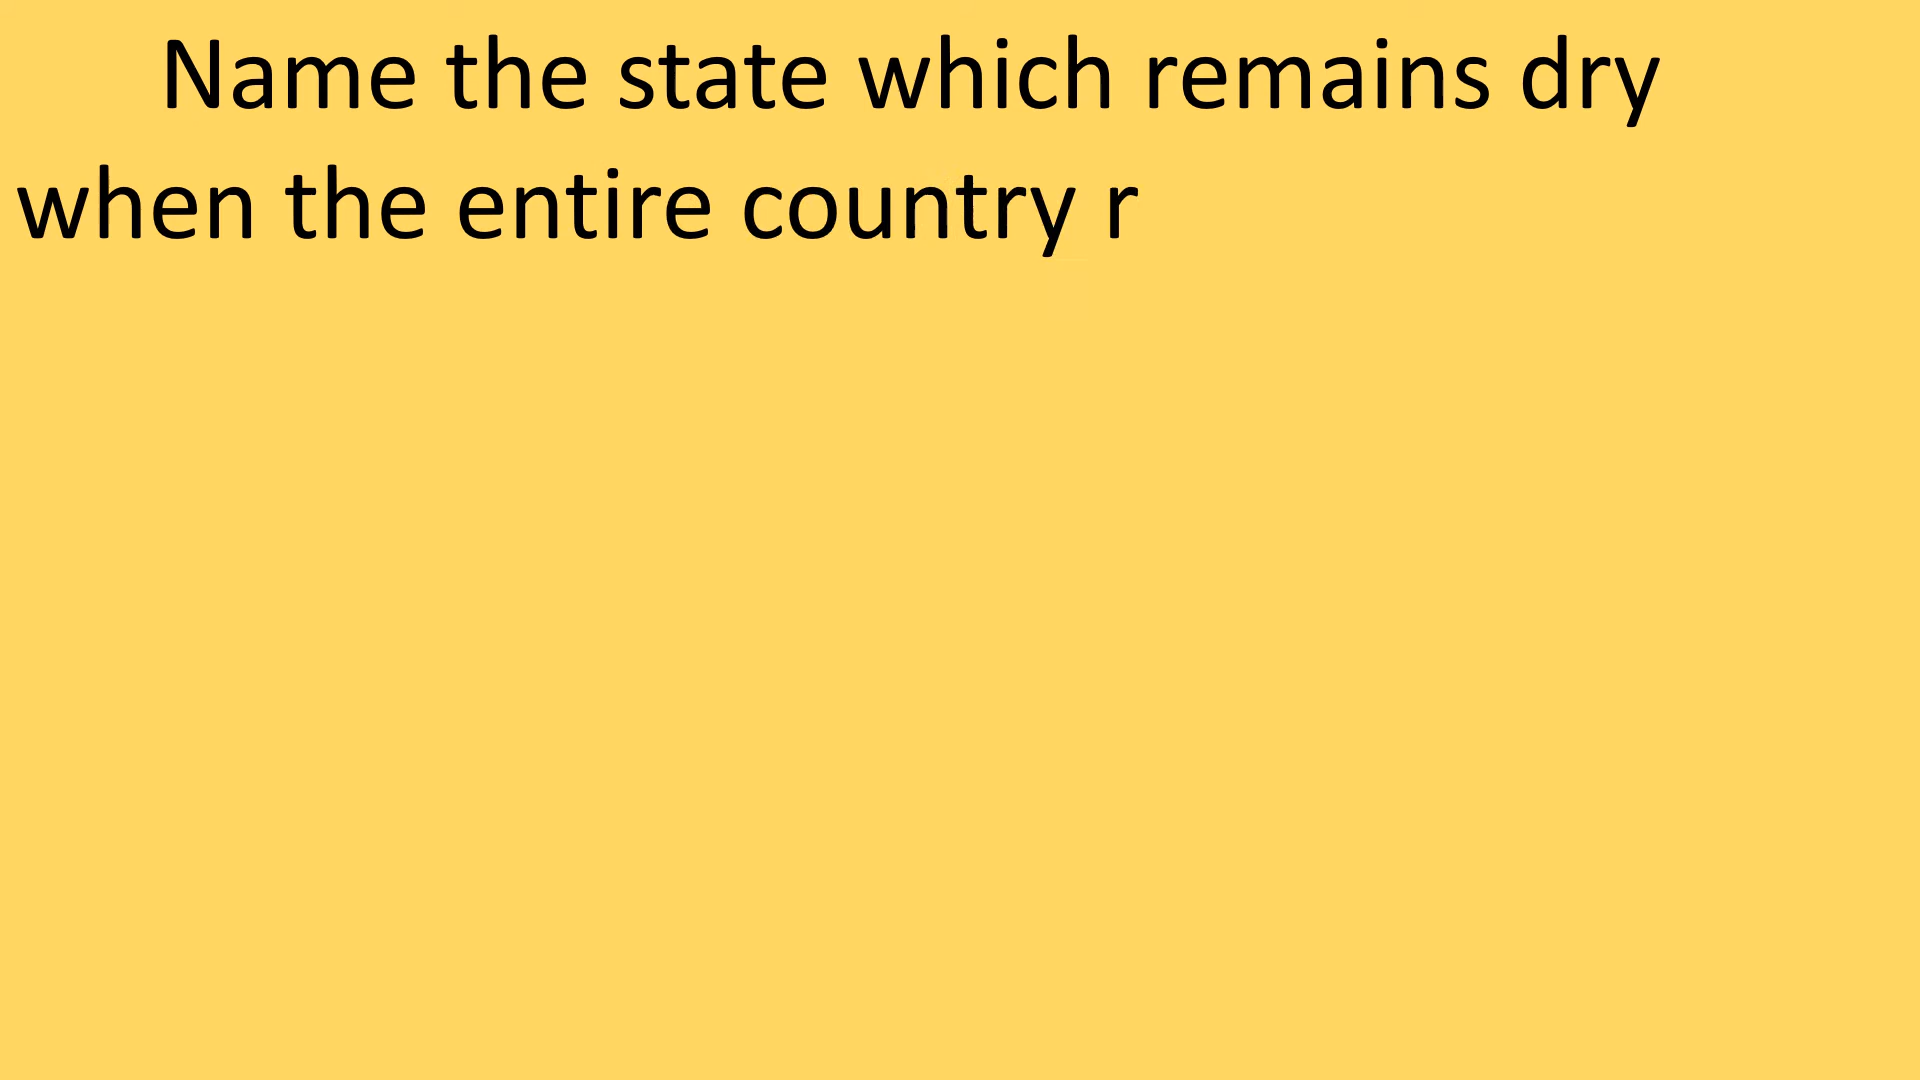 Name the state which remains dry
when the entire country r